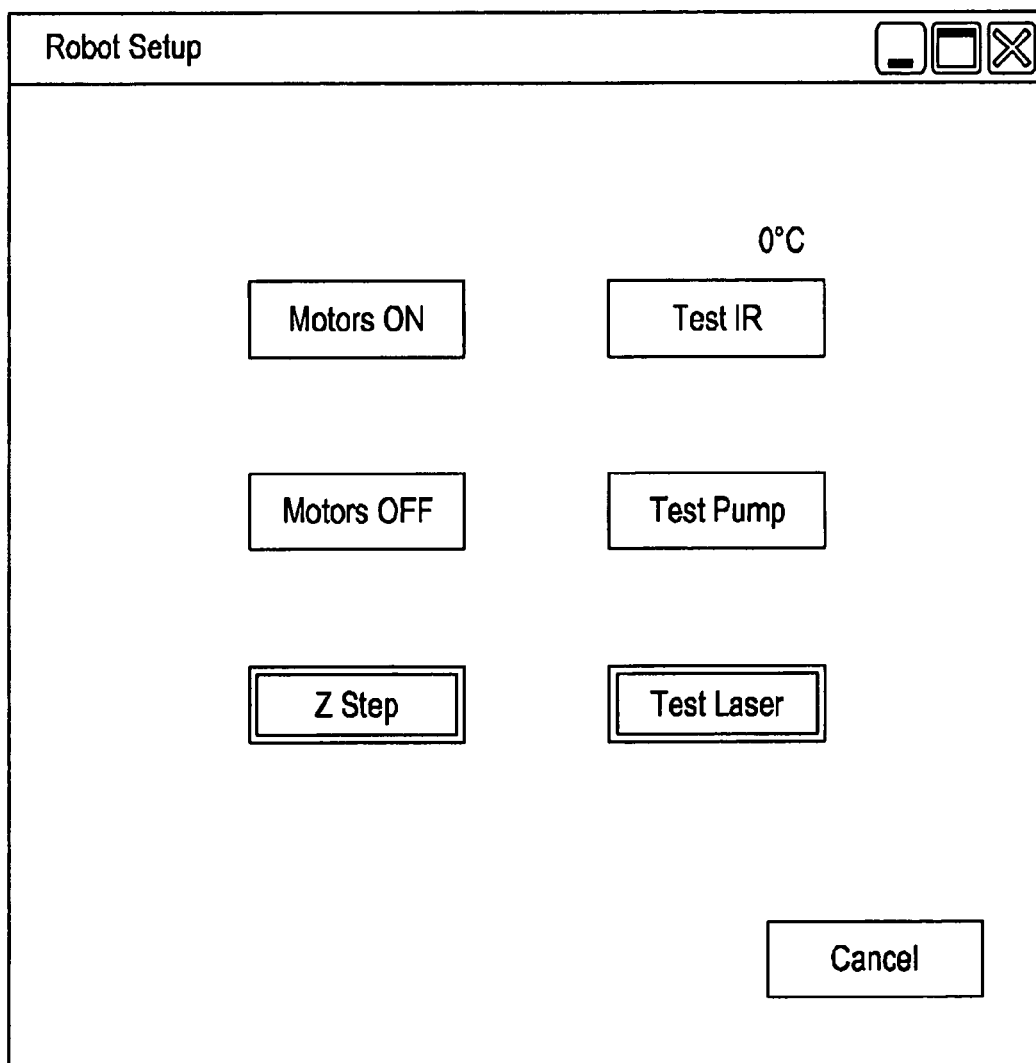 Robot Setup
0°C
Motors ON
Test IR
Motors OFF
Test Pump
Z Step
Test Laser
Cancel